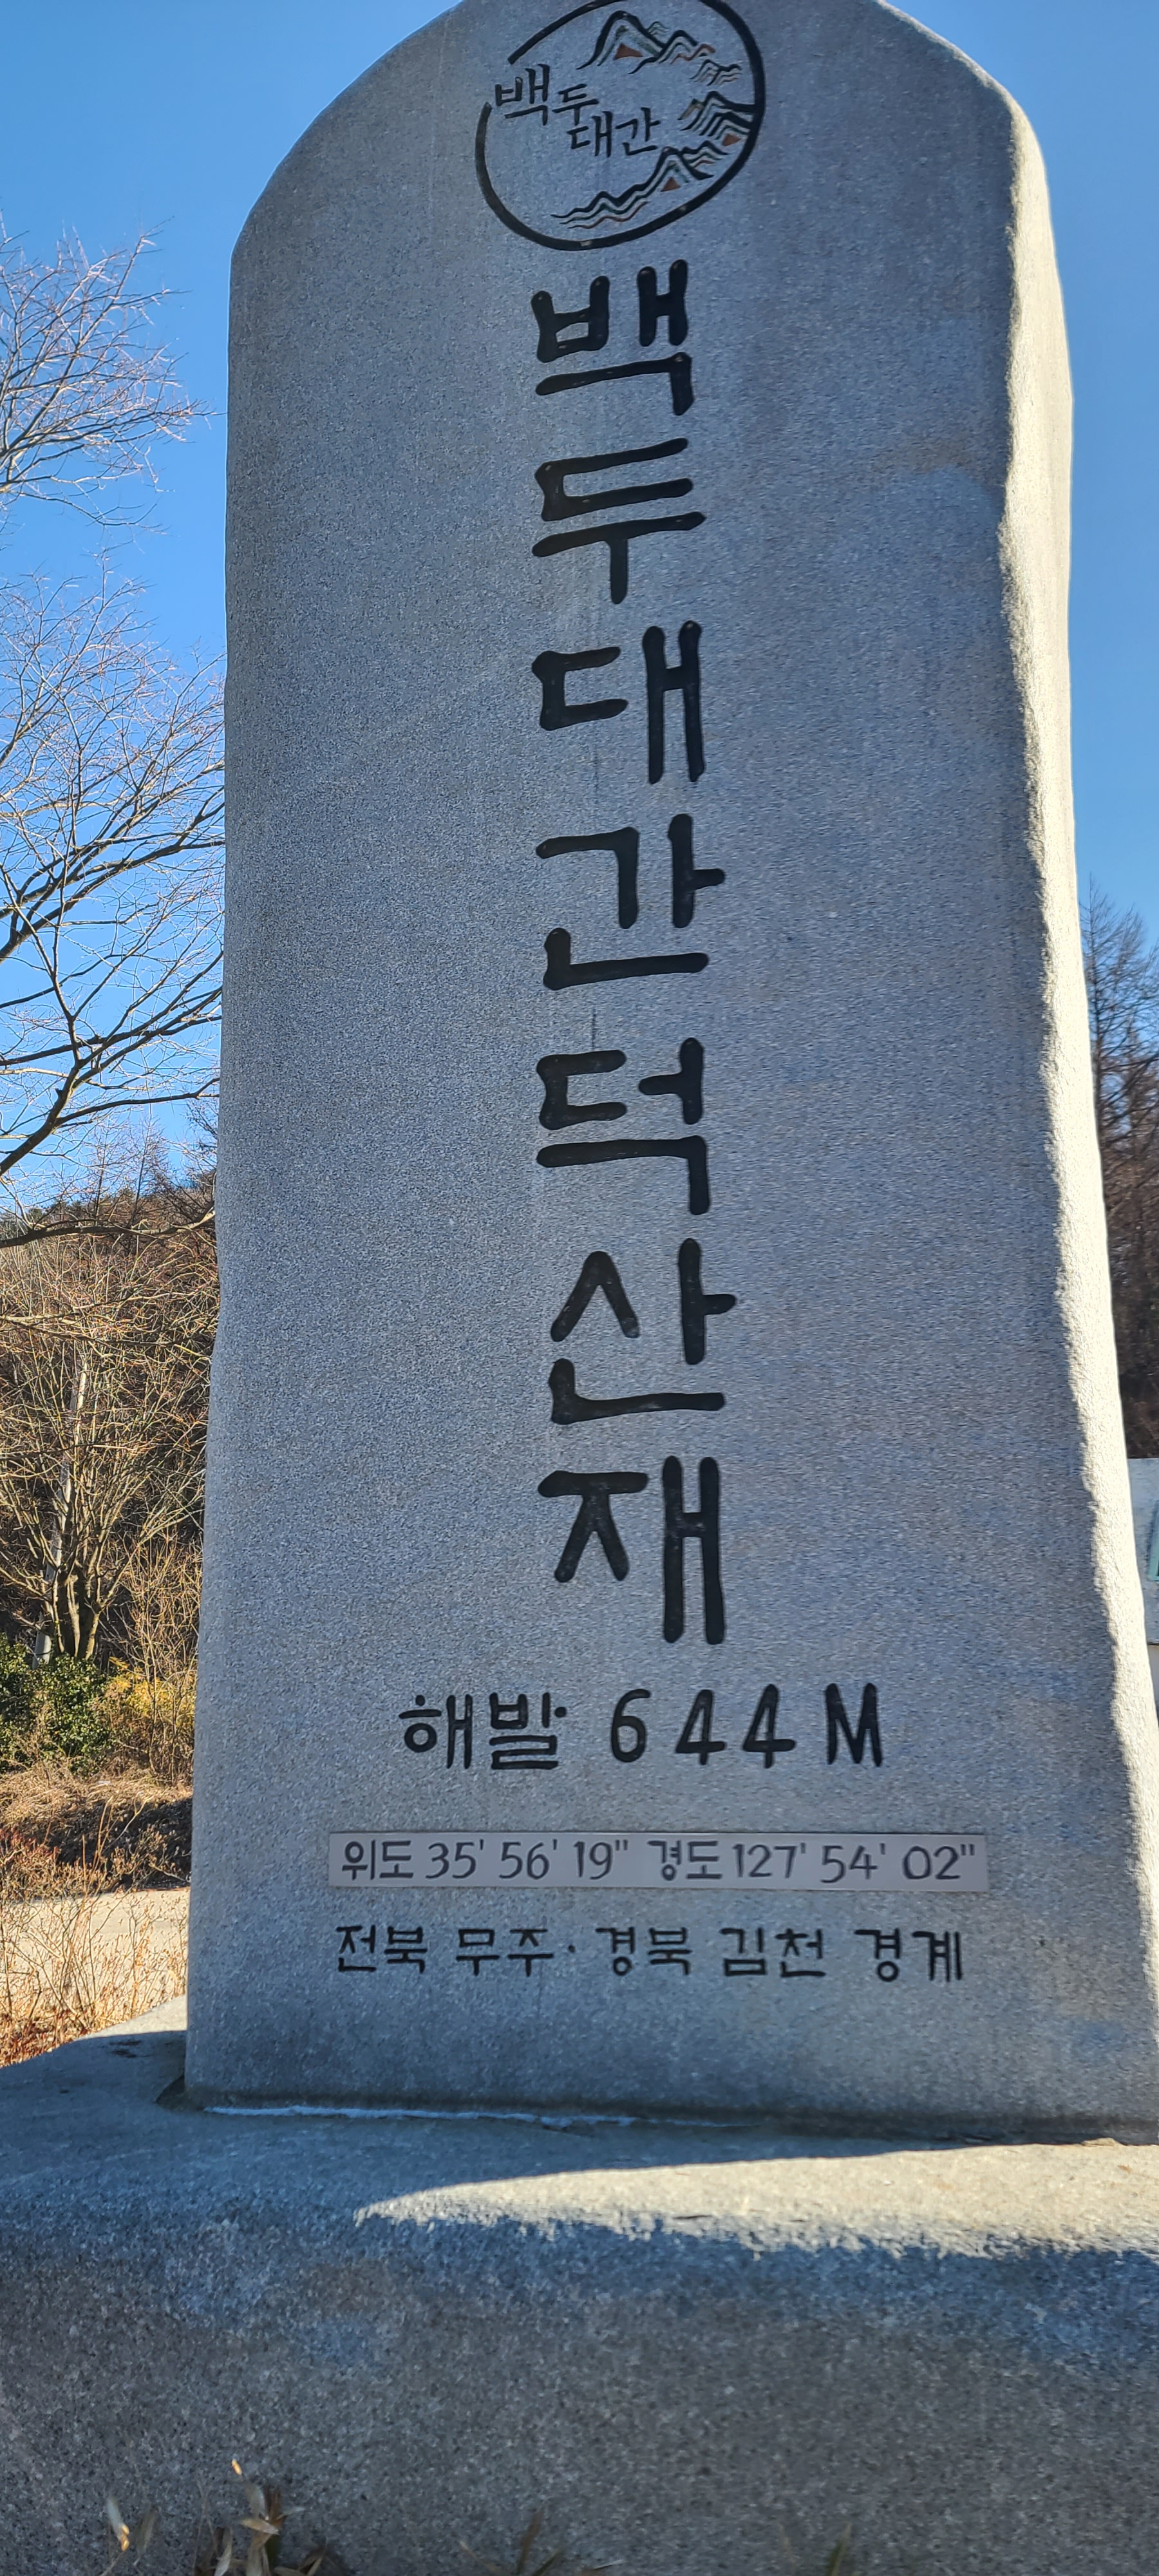 백두
대간
백두대간덕산재
해발 644M
위도 35' 56' 19" 경도 127' 54' 02"
전북 무주·경북 김천 경계